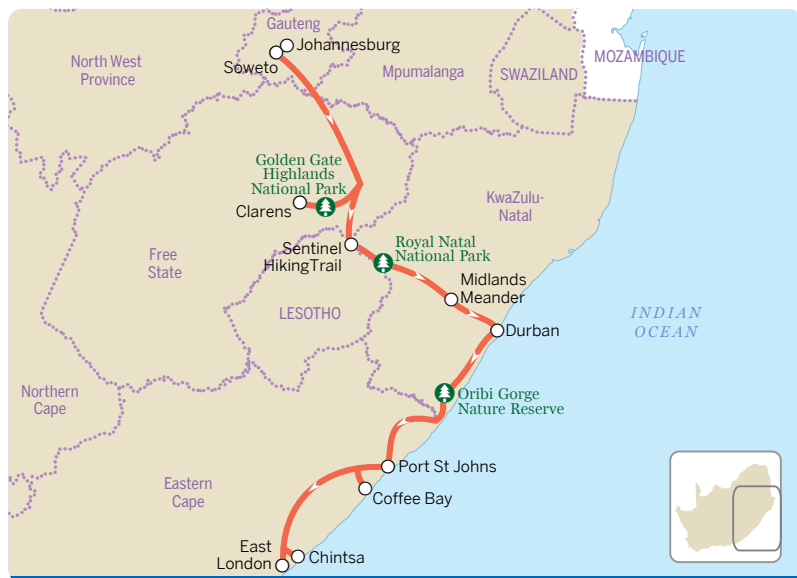 Gauteng
Johannesburg
Soweto
North West
Province
Mpumalanga
SWAZILAND
MOZAMBIQUE
Golden Gate
Highlands
National Park
Clarens
KwaZulu-
Natal
Free
State
Sentinel
HikingTrail
Royal Natal
National Park
Midlands
Meander
LESOTHO
Durban
INDIAN
OCEAN
Northern
Cape
Oribi Gorge
Nature Reserve
Port St Johns
Eastern
Cape
Coffee Bay
East
London
Chintsa